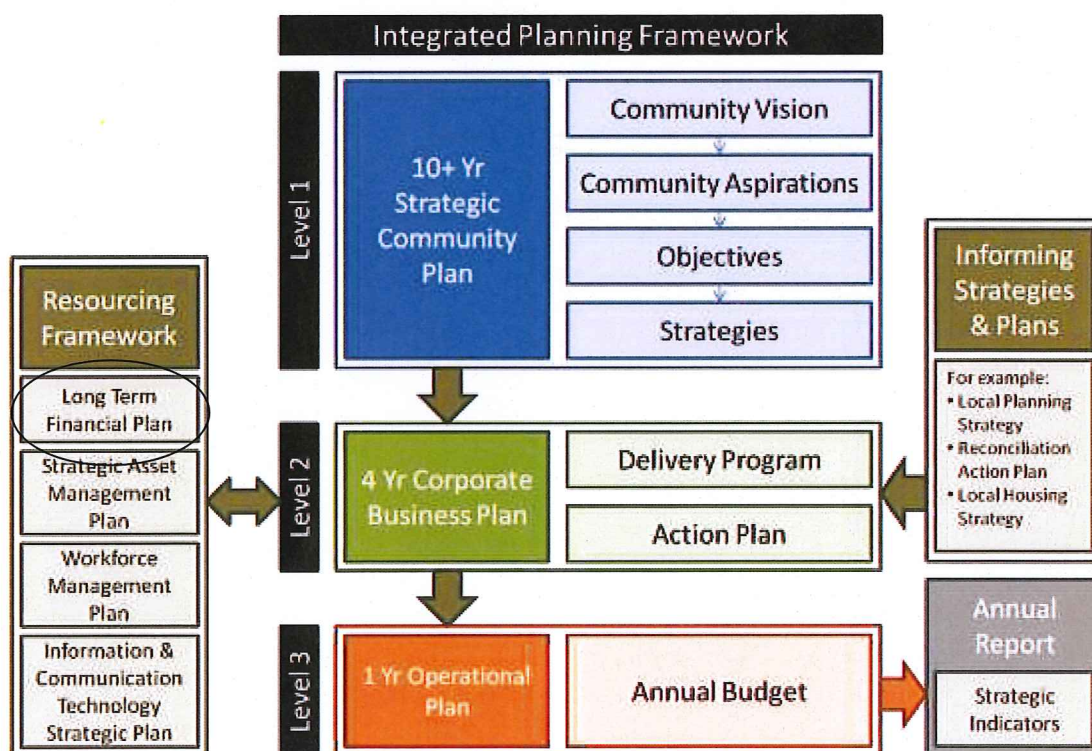 Integrated Planning Framework
Level 1
10+ Yr
Strategic
Community
Plan
Community Vision
Community Aspirations
Objectives
Strategies
Resourcing
Framework
Long Term
Financial Plan
Strategic Asset
Management
Plan
Workforce
Management
Plan
Information &
Communication
Technology
Strategic Plan
Level 2
4 Yr Corporate
Business Plan
Delivery Program
Action Plan
Informing
Strategies
& Plans
For example:
• Local Planning
Strategy
• Reconciliation
Action Plan
• Local Housing
Strategy
Level 3
1 Yr Operational
Plan
Annual Budget
Annual
Report
Strategic
Indicators